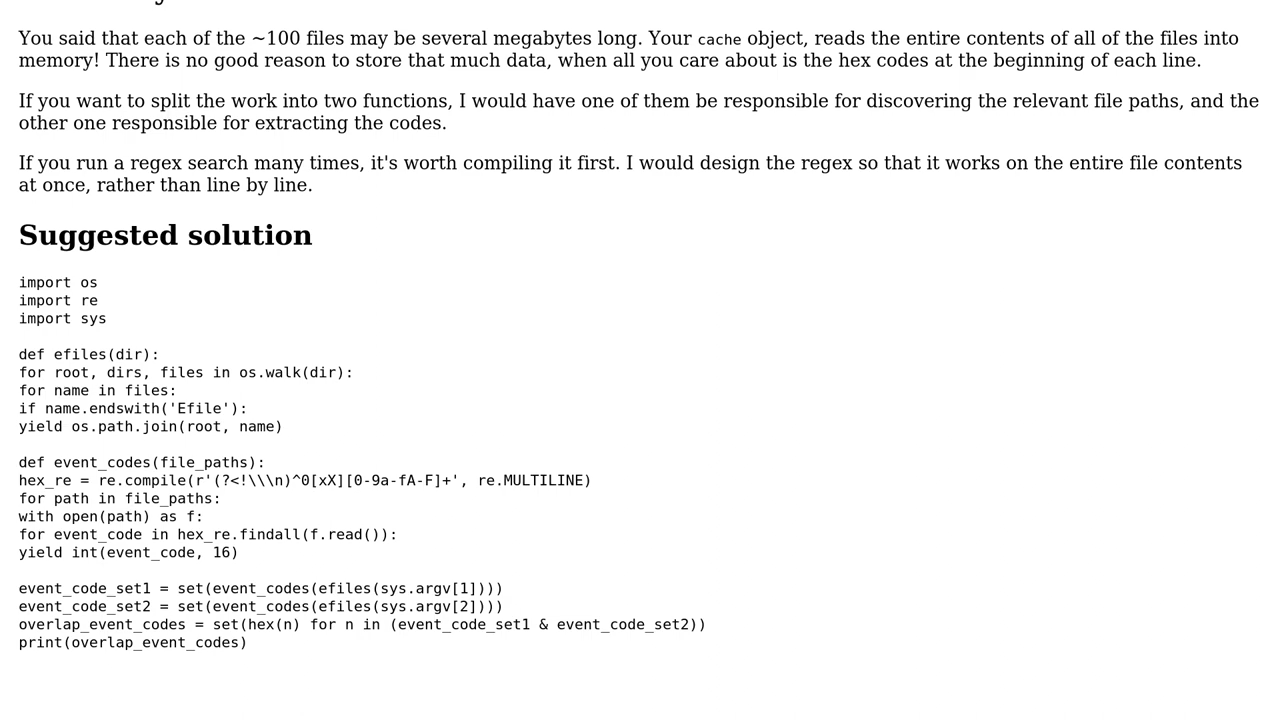 You said that each of the ~100 files may be several megabytes long. Your cache object, reads the entire contents of all of the files into
memory! There is no good reason to store that much data, when all you care about is the hex codes at the beginning of each line.
If you want to split the work into two functions, I would have one of them be responsible for discovering the relevant file paths, and the
other one responsible for extracting the codes.
If you run a regex search many times, it's worth compiling it first. I would design the regex so that it works on the entire file contents
at once, rather than line by line.
Suggested solution
import os
import re
import sys
def efiles(dir):
for root, dirs, files in os.walk(dir):
for name in files:
if name.endswith('Efile'):
yield os.path.join(root, name)
def event_codes(file_paths):
hex_re = re.compile(r'(?<!\\\n)^0[xX][0-9a-fA-F]+', re.MULTILINE)
for path in file_paths:
with open(path) as f:
for event_code in hex_re.findall(f.read()):
yield int(event_code, 16)
event_code_set1 = set(event_codes(efiles(sys.argv[1])))
event_code_set2 = set(event_codes(efiles(sys.argv[2])))
overlap_event_codes = set(hex(n) for n in (event_code_set1 & event_code_set2))
print(overlap_event_codes)